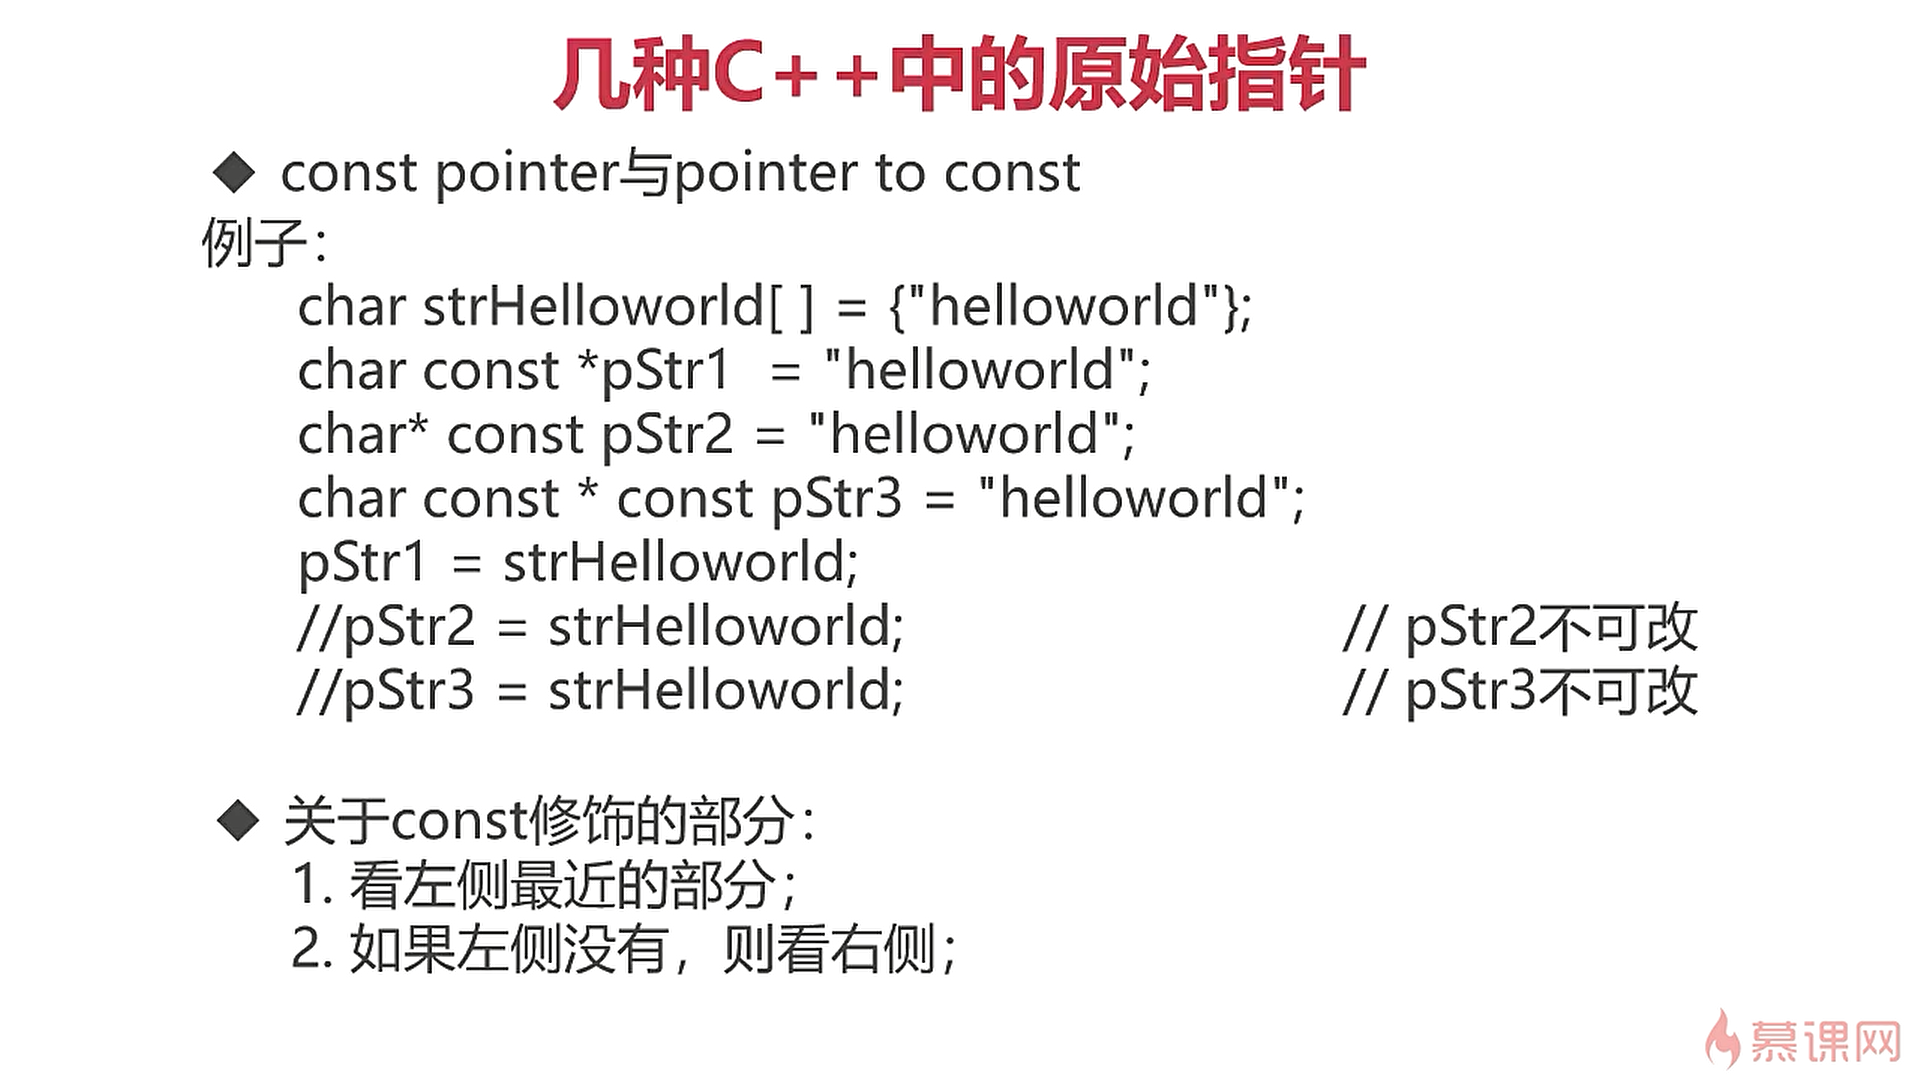 几种C++中的原始指针
◆ const pointer与pointer to const
例子：
char strHelloworld[ ] = {"helloworld"};
char const *pStr1  = "helloworld";
char* const pStr2 = "helloworld";
char const * const pStr3 = "helloworld";
pStr1 = strHelloworld;
//pStr2 = strHelloworld; // pStr2不可改
//pStr3 = strHelloworld; // pStr3不可改
◆ 关于const修饰的部分：
1. 看左侧最近的部分；
2. 如果左侧没有，则看右侧；
慕课网